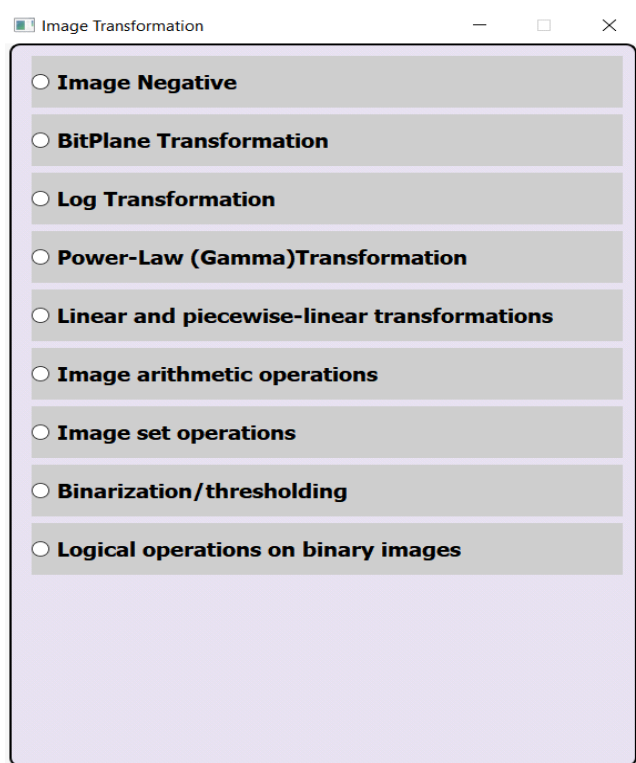 Image Transformation
Image Negative
BitPlane Transformation
Log Transformation
Power-Law (Gamma)Transformation
Linear and piecewise-linear transformations
Image arithmetic operations
Image set operations
Binarization/thresholding
Logical operations on binary images